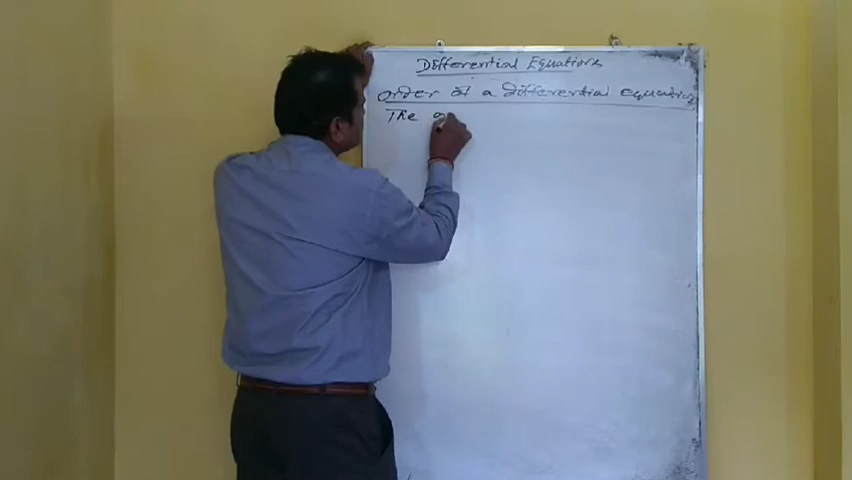 Differential Equations
order of a differential equation
The o